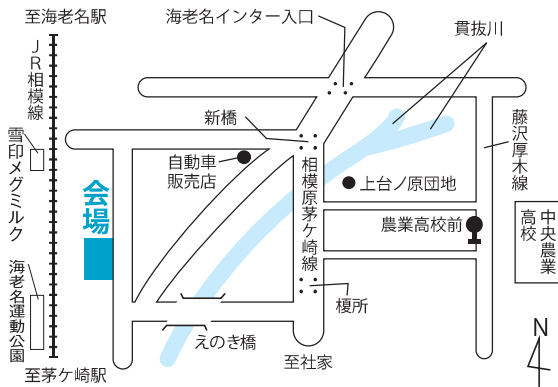 至海老名駅
海老名インター入口
貫抜川
JR相模線
新橋
藤沢厚木線
雪印メグミルク
自動車
販売店
相模原茅ケ崎線
上台ノ原団地
会場
農業高校前
中央農業
高校
海老名運動公園
榎所
えのき橋
N
至社家
至茅ケ崎駅